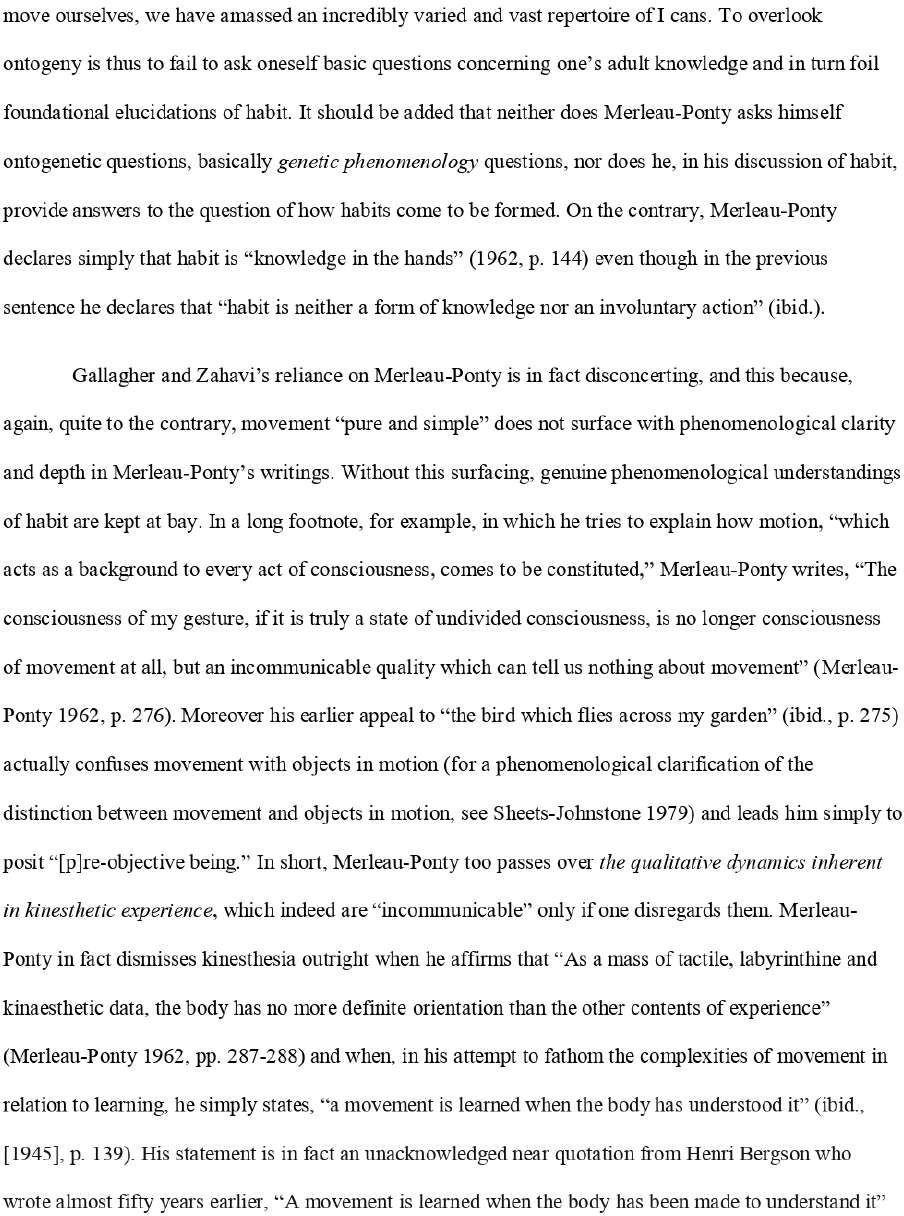 move ourselves, we have amassed an incredibly varied and vast repertoire of I cans. To overlook
ontogeny is thus to fail to ask oneself basic questions concerning one’s adult knowledge and in turn foil
foundational elucidations of habit. It should be added that neither does Merleau-Ponty asks himself
ontogenetic questions, basically genetic phenomenology questions, nor does he, in his discussion of habit,
provide answers to the question of how habits come to be formed. On the contrary, Merleau-Ponty
declares simply that habit is “knowledge in the hands” (1962, p. 144) even though in the previous
sentence he declares that “habit is neither a form of knowledge nor an involuntary action” (ibid.).
Gallagher and Zahavi’s reliance on Merleau-Ponty is in fact disconcerting, and this because,
again, quite to the contrary, movement “pure and simple” does not surface with phenomenological clarity
and depth in Merleau-Ponty’s writings. Without this surfacing, genuine phenomenological understandings
of habit are kept at bay. In a long footnote, for example, in which he tries to explain how motion, “which
acts as a background to every act of consciousness, comes to be constituted,” Merleau-Ponty writes, “The
consciousness of my gesture, if it is truly a state of undivided consciousness, is no longer consciousness
of movement at all, but an incommunicable quality which can tell us nothing about movement” (Merleau-
Ponty 1962, p. 276). Moreover his earlier appeal to “the bird which flies across my garden” (ibid., p. 275)
actually confuses movement with objects in motion (for a phenomenological clarification of the
distinction between movement and objects in motion, see Sheets-Johnstone 1979) and leads him simply to
posit “[p]re-objective being.” In short, Merleau-Ponty too passes over the qualitative dynamics inherent
in kinesthetic experience, which indeed are “incommunicable” only if one disregards them. Merleau-
Ponty in fact dismisses kinesthesia outright when he affirms that “As a mass of tactile, labyrinthine and
kinaesthetic data, the body has no more definite orientation than the other contents of experience”
(Merleau-Ponty 1962, pp. 287-288) and when, in his attempt to fathom the complexities of movement in
relation to learning, he simply states, “a movement is learned when the body has understood it” (ibid.,
[1945], p. 139). His statement is in fact an unacknowledged near quotation from Henri Bergson who
wrote almost fifty years earlier, “A movement is learned when the body has been made to understand it”